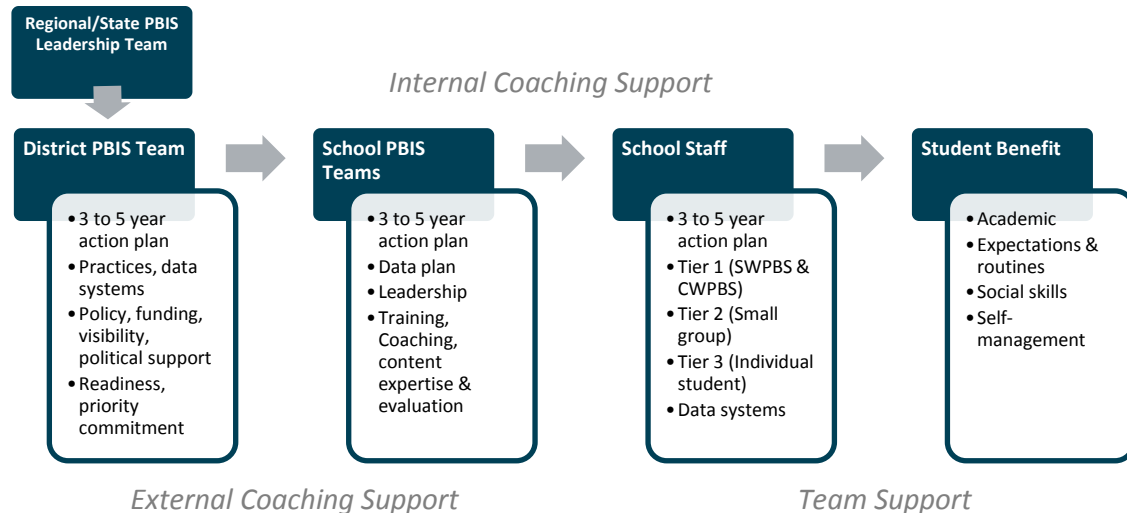 Regional/State PBIS
Leadership Team
Internal Coaching Support
District PBIS Team
• 3 to 5 year
action plan
• Practices, data
systems
• Policy, funding,
visibility,
political support
• Readiness,
priority
commitment
School PBIS
Teams
• 3 to 5 year
action plan
• Data plan
• Leadership
• Training,
Coaching,
content
expertise &
evaluation
School Staff
• 3 to 5 year
action plan
• Tier 1 (SWPBS &
CWPBS)
• Tier 2 (Small
group)
• Tier 3 (Individual
student)
• Data systems
Student Benefit
• Academic
• Expectations &
routines
• Social skills
• Self-
management
External Coaching Support
Team Support